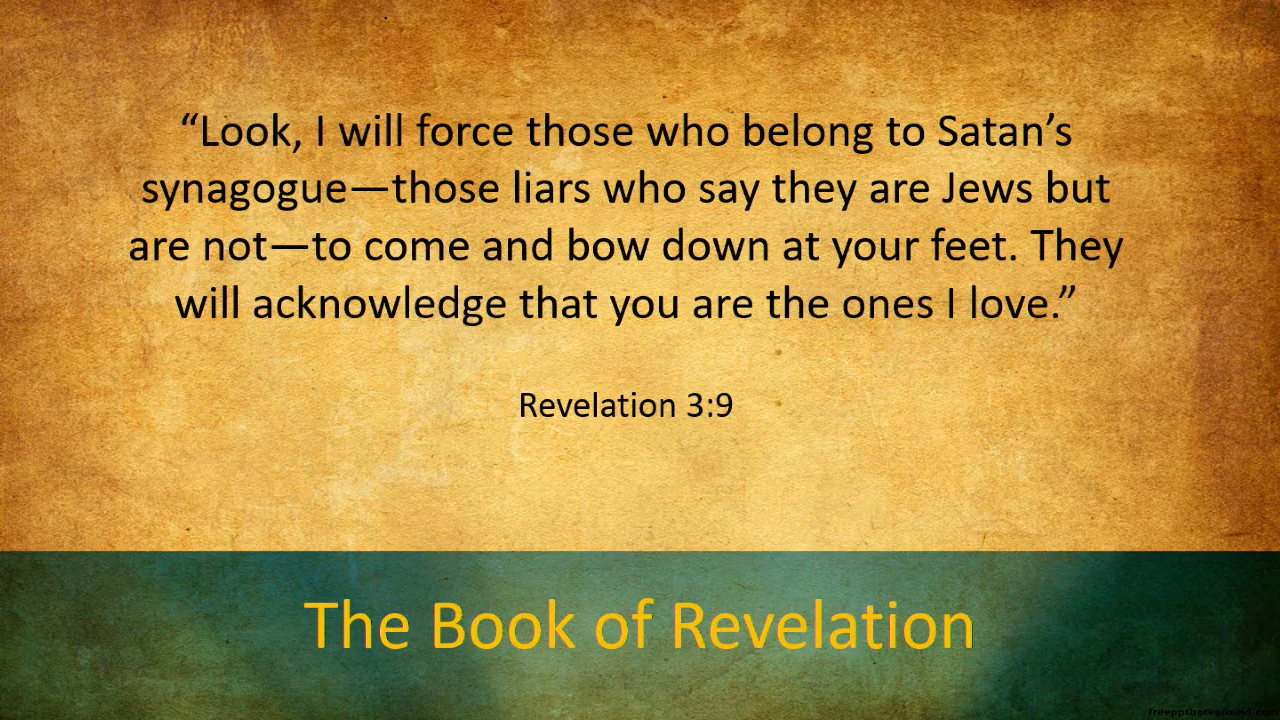 “Look, I will force those who belong to Satan’s
synagogue—those liars who say they are Jews but
are not—to come and bow down at your feet. They
will acknowledge that you are the ones I love.”
Revelation 3:9
The Book of Revelation
freepptbackground.com